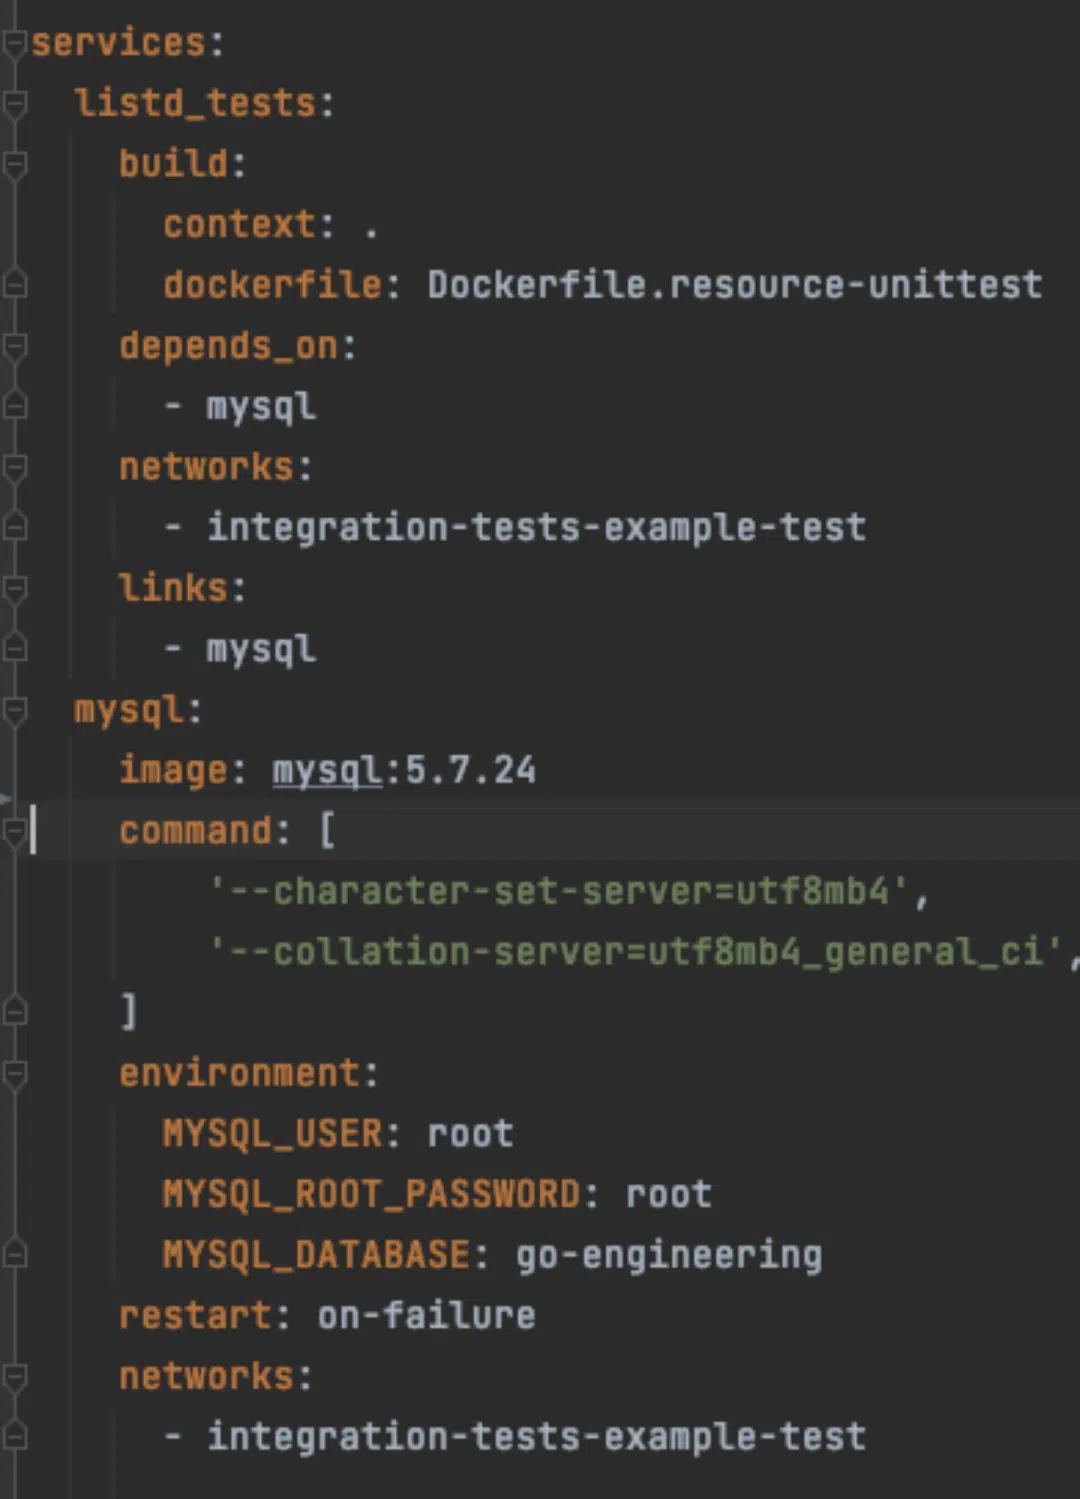 services:
  listd_tests:
    build:
      context: .
      dockerfile: Dockerfile.resource-unittest
    depends_on:
      - mysql
    networks:
      - integration-tests-example-test
    links:
      - mysql
  mysql:
    image: mysql:5.7.24
    command: [
        '--character-set-server=utf8mb4',
        '--collation-server=utf8mb4_general_ci',
    ]
    environment:
      MYSQL_USER: root
      MYSQL_ROOT_PASSWORD: root
      MYSQL_DATABASE: go-engineering
    restart: on-failure
    networks:
      - integration-tests-example-test